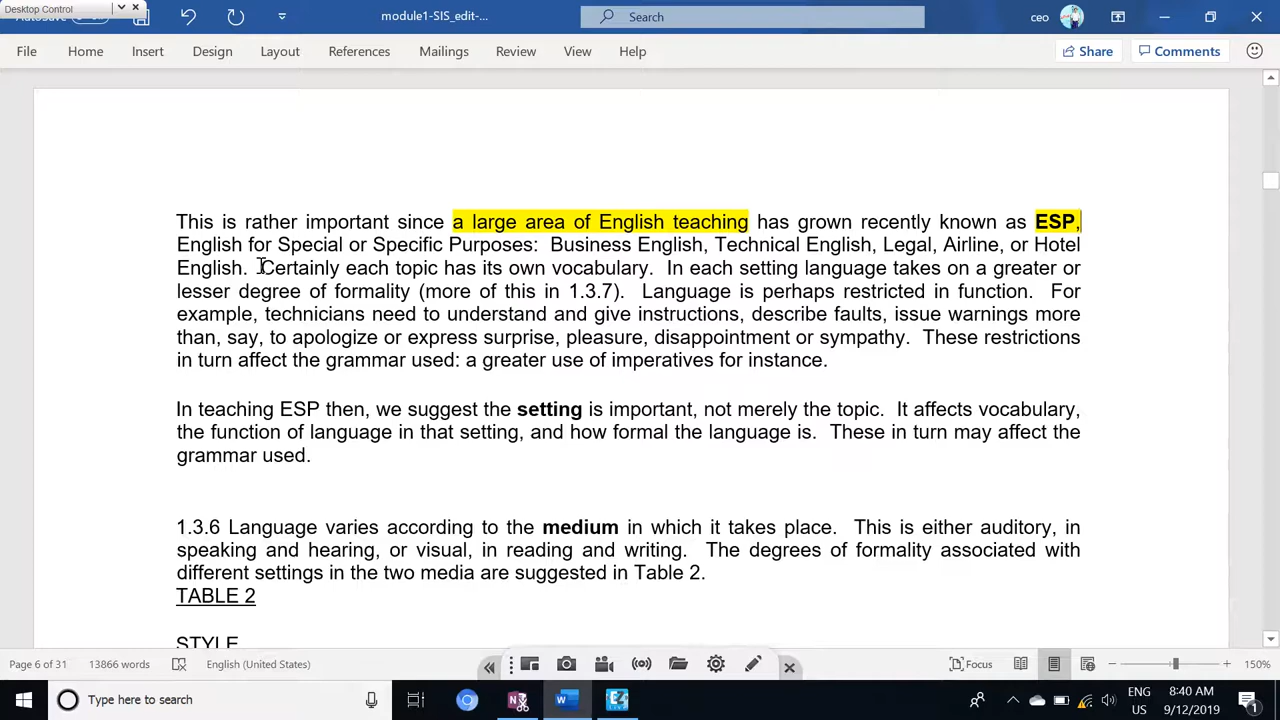 Desktop Control
module1-SIS_edit-...
Search
ceo
File Home Insert Design Layout References Mailings Review View Help
Share Comments
This is rather important since a large area of English teaching has grown recently known as ESP,
English for Special or Specific Purposes: Business English, Technical English, Legal, Airline, or Hotel
English. Certainly each topic has its own vocabulary. In each setting language takes on a greater or
lesser degree of formality (more of this in 1.3.7). Language is perhaps restricted in function. For
example, technicians need to understand and give instructions, describe faults, issue warnings more
than, say, to apologize or express surprise, pleasure, disappointment or sympathy. These restrictions
in turn affect the grammar used: a greater use of imperatives for instance.
In teaching ESP then, we suggest the setting is important, not merely the topic. It affects vocabulary,
the function of language in that setting, and how formal the language is. These in turn may affect the
grammar used.
1.3.6 Language varies according to the medium in which it takes place. This is either auditory, in
speaking and hearing, or visual, in reading and writing. The degrees of formality associated with
different settings in the two media are suggested in Table 2.
TABLE 2
STYLE
Page 6 of 31 13866 words English (United States) Focus 150%
Type here to search
ENG
US
8:40 AM
9/12/2019
1